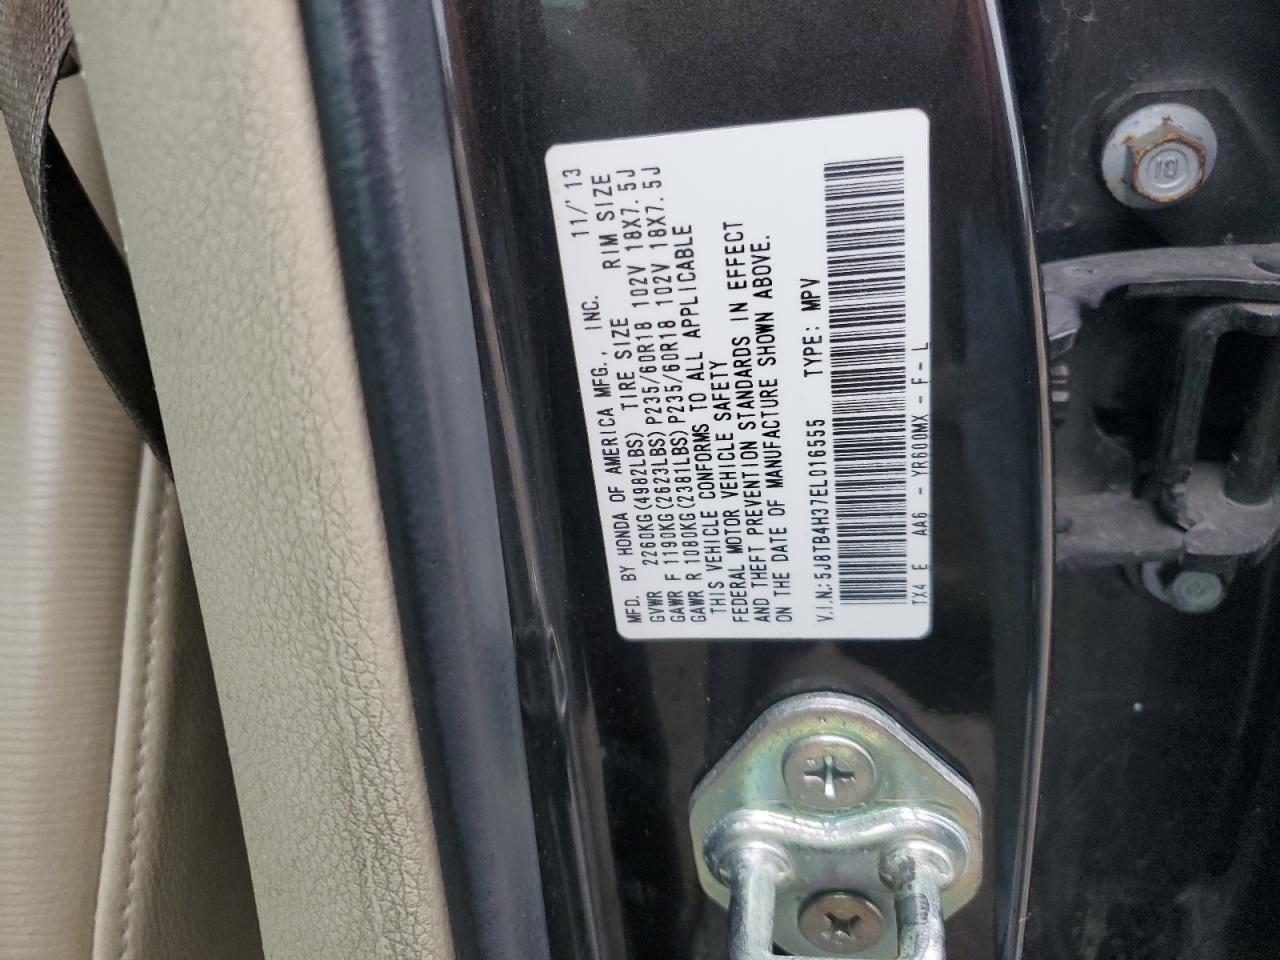 MFD. BY HONDA OF AMERICA MFG., INC. 11/'13
GVWR 2260KG(4982LBS) TIRE SIZE RIM SIZE
GAWR F 1190KG(2623LBS) P235/60R18 102V 18X7.5J
GAWR R 1080KG(2381LBS) P235/60R18 102V 18X7.5J
THIS VEHICLE CONFORMS TO ALL APPLICABLE
FEDERAL MOTOR VEHICLE SAFETY
AND THEFT PREVENTION STANDARDS IN EFFECT
ON THE DATE OF MANUFACTURE SHOWN ABOVE.
V.I.N.:5J8TB4H37EL016555 TYPE: MPV
TX4 E AA6 - YR600MX - F-L
10